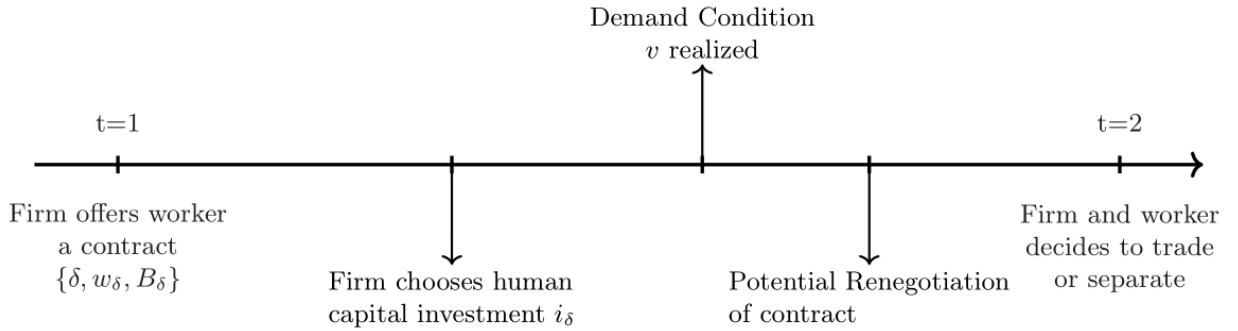 Demand Condition
v realized
t=1
t=2
Firm offers worker
a contract
{δ, w_δ, B_δ}
Firm chooses human
capital investment i_δ
Potential Renegotiation
of contract
Firm and worker
decides to trade
or separate